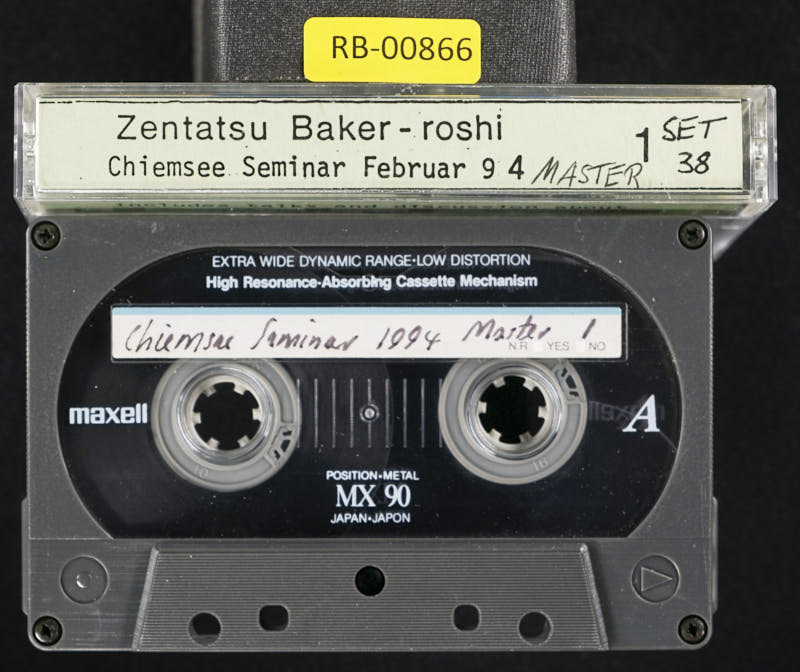 RB-00866
Zentatsu Baker-roshi
Chiemsee Seminar Februar 94 MASTER
1 SET
38
EXTRA WIDE DYNAMIC RANGE·LOW DISTORTION
High Resonance-Absorbing Cassette Mechanism
Chiemsee Seminar 1994 Master 1
N.R YES NO
maxell
A
POSITION·METAL
MX 90
JAPAN·JAPON